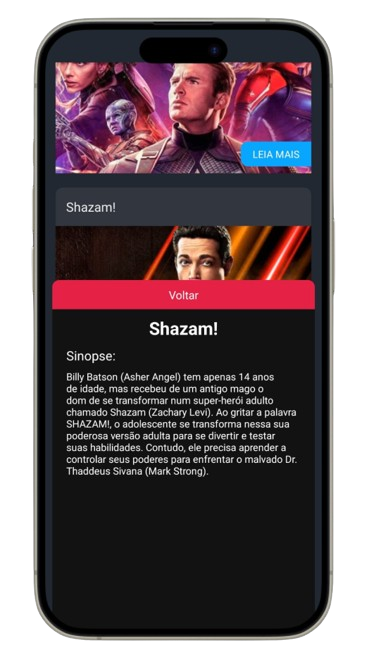 LEIA MAIS
Shazam!
Voltar
Shazam!
Sinopse:
Billy Batson (Asher Angel) tem apenas 14 anos
de idade, mas recebeu de um antigo mago o
dom de se transformar num super-herói adulto
chamado Shazam (Zachary Levi). Ao gritar a palavra
SHAZAM!, o adolescente se transforma nessa sua
poderosa versão adulta para se divertir e testar
suas habilidades. Contudo, ele precisa aprender a
controlar seus poderes para enfrentar o malvado Dr.
Thaddeus Sivana (Mark Strong).